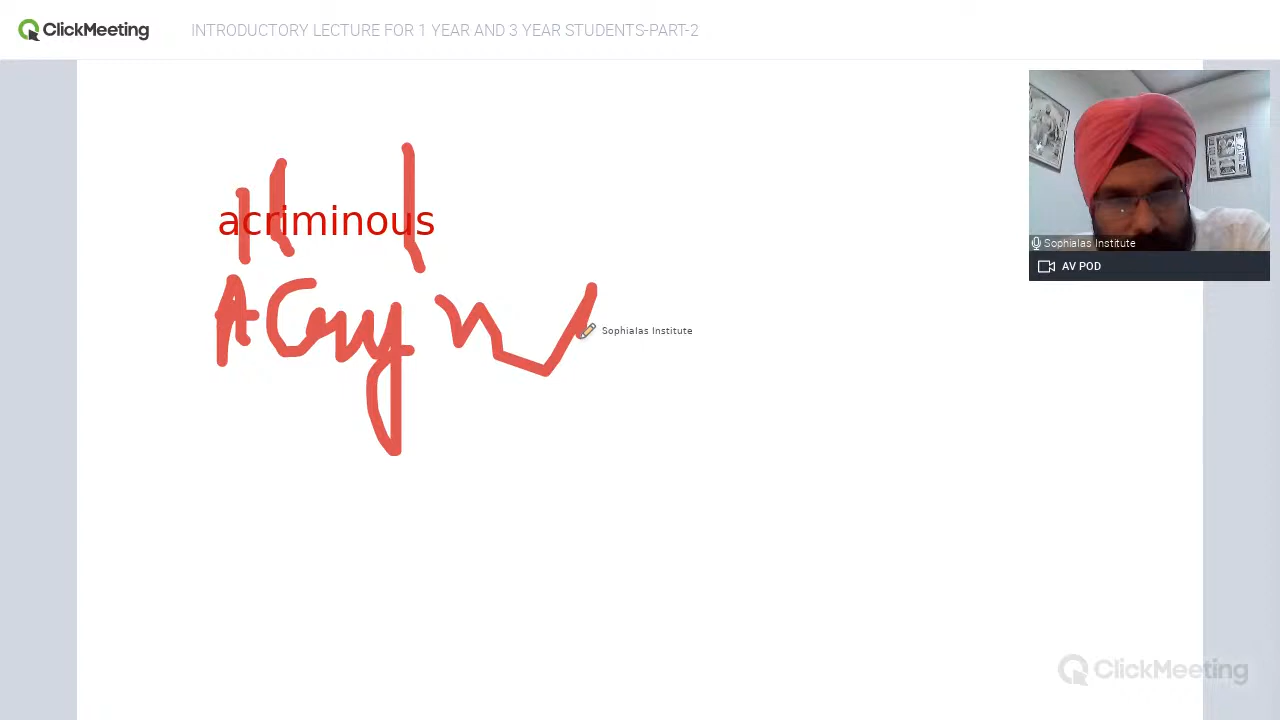 ClickMeeting INTRODUCTORY LECTURE FOR 1 YEAR AND 3 YEAR STUDENTS-PART-2
acriminous
Sophialas Institute
Sophialas Institute
AV POD
ClickMeeting